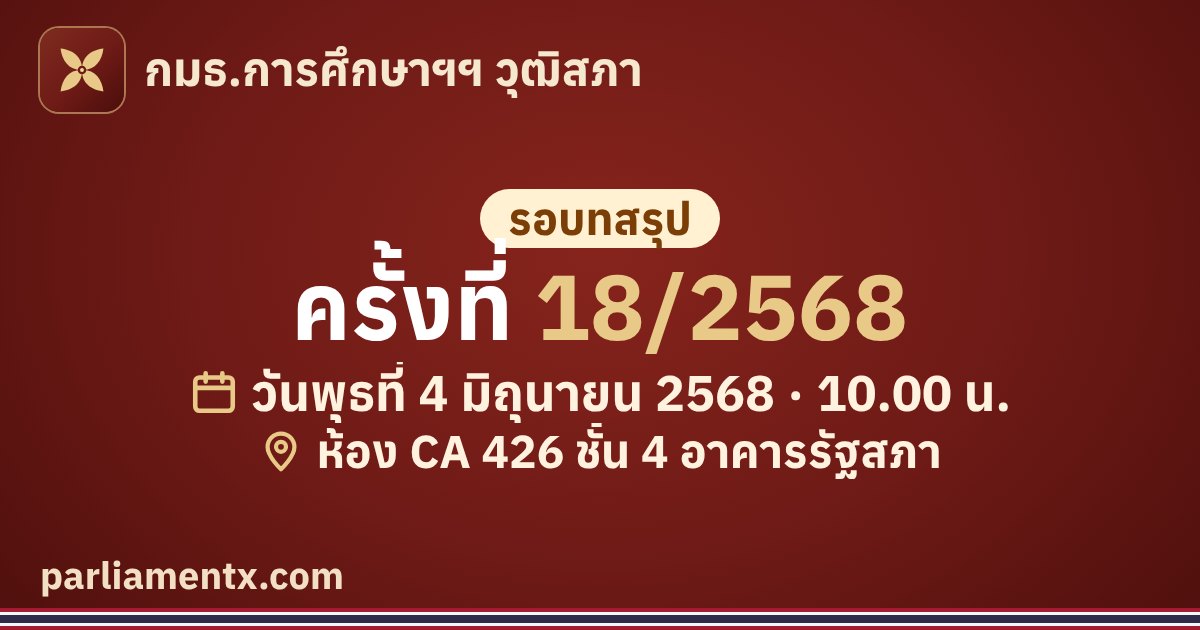 กมธ.การศึกษาฯฯ วุฒิสภา
รอบทสรุป
ครั้งที่ 18/2568
วันพุธที่ 4 มิถุนายน 2568 · 10.00 น.
ห้อง CA 426 ชั้น 4 อาคารรัฐสภา
parliamentx.com